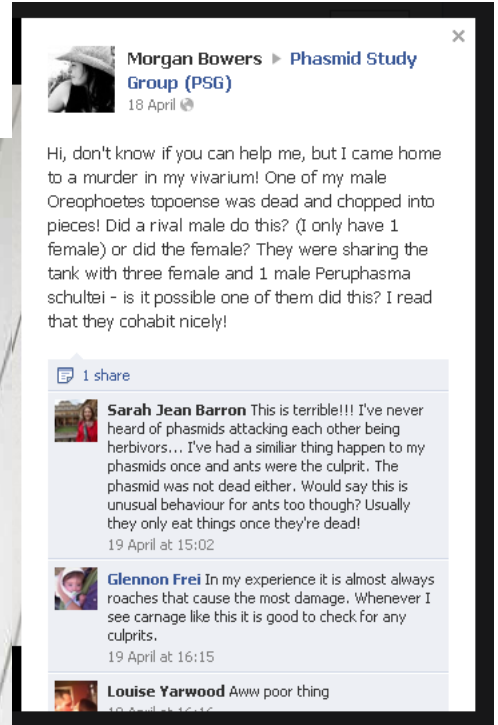 Morgan Bowers ▶ Phasmid Study
Group (PSG)
18 April
Hi, don't know if you can help me, but I came home
to a murder in my vivarium! One of my male
Oreophoetes topoense was dead and chopped into
pieces! Did a rival male do this? (I only have 1
female) or did the female? They were sharing the
tank with three female and 1 male Peruphasma
schultei - is it possible one of them did this? I read
that they cohabit nicely!
1 share
Sarah Jean Barron This is terrible!!! I've never
heard of phasmids attacking each other being
herbivors... I've had a similiar thing happen to my
phasmids once and ants were the culprit. The
phasmid was not dead either. Would say this is
unusual behaviour for ants too though? Usually
they only eat things once they're dead!
19 April at 15:02
Glennon Frei In my experience it is almost always
roaches that cause the most damage. Whenever I
see carnage like this it is good to check for any
culprits.
19 April at 16:15
Louise Yarwood Aww poor thing
19 April at 16:16